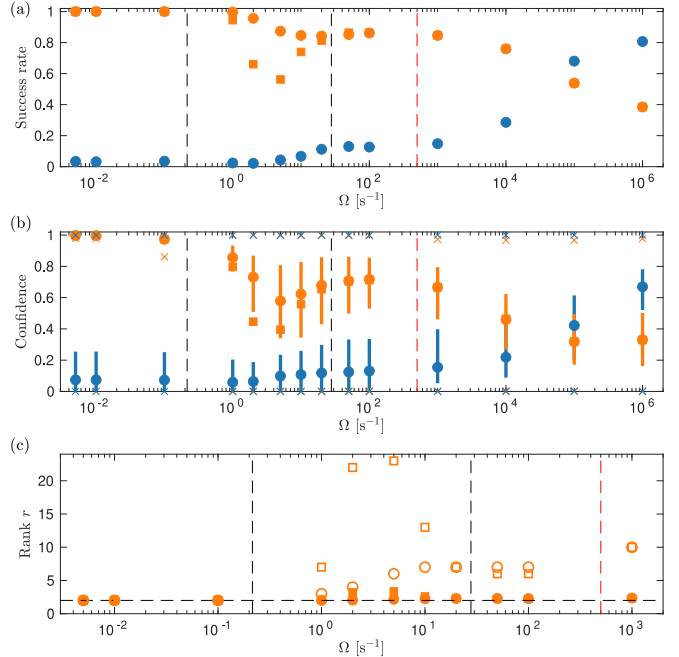 (a)
Success rate
1
0.8
0.6
0.4
0.2
0
10^-2 10^0 10^2 10^4 10^6
Ω [s^-1]
(b)
Confidence
1
0.8
0.6
0.4
0.2
0
10^-2 10^0 10^2 10^4 10^6
Ω [s^-1]
(c)
Rank r
20
15
10
5
0
10^-2 10^-1 10^0 10^1 10^2 10^3
Ω [s^-1]